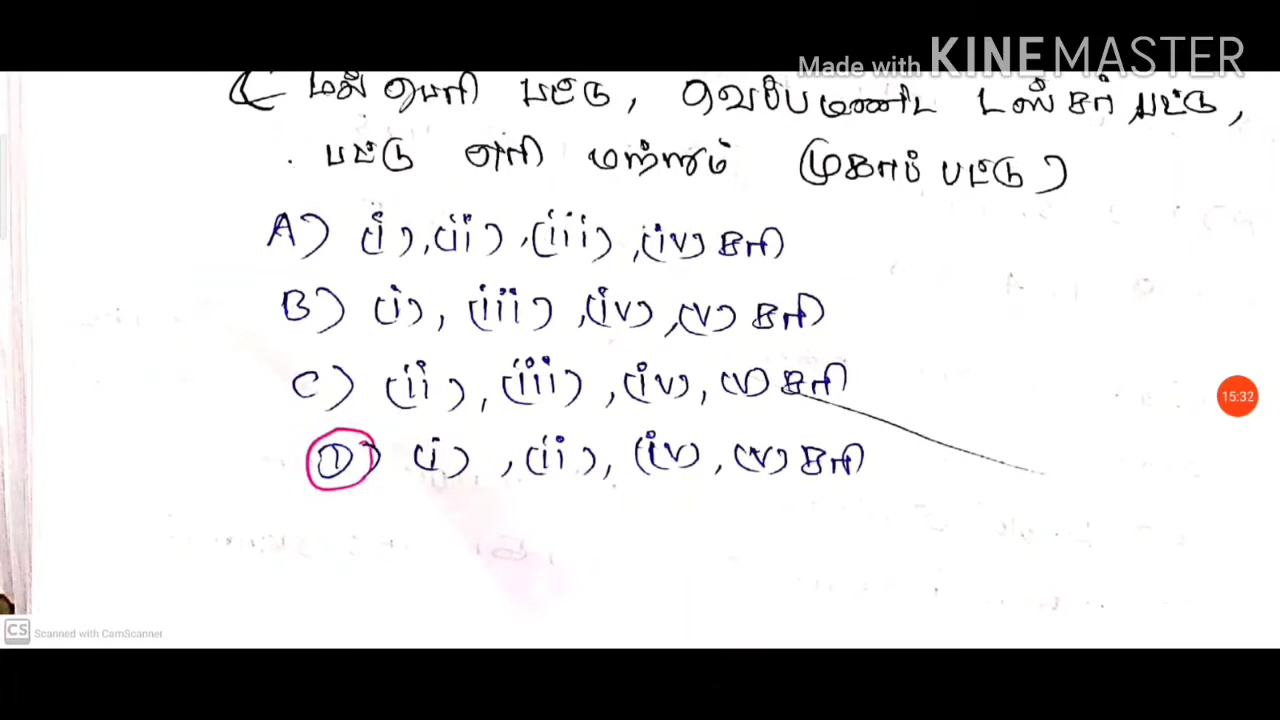 Made with KINEMASTER
( மல்பெரி பட்டு, வெப்பமண்ட டஸ்சர் பட்டு,
பட்டு எரி மற்றும் முகாப் பட்டு )
A) (i), (ii), (iii), (iv) சரி
B) (i), (iii), (iv), (v) சரி
C) (ii), (iii), (iv), (v) சரி
15:32
D) (i), (ii), (iv), (v) சரி
CS Scanned with CamScanner